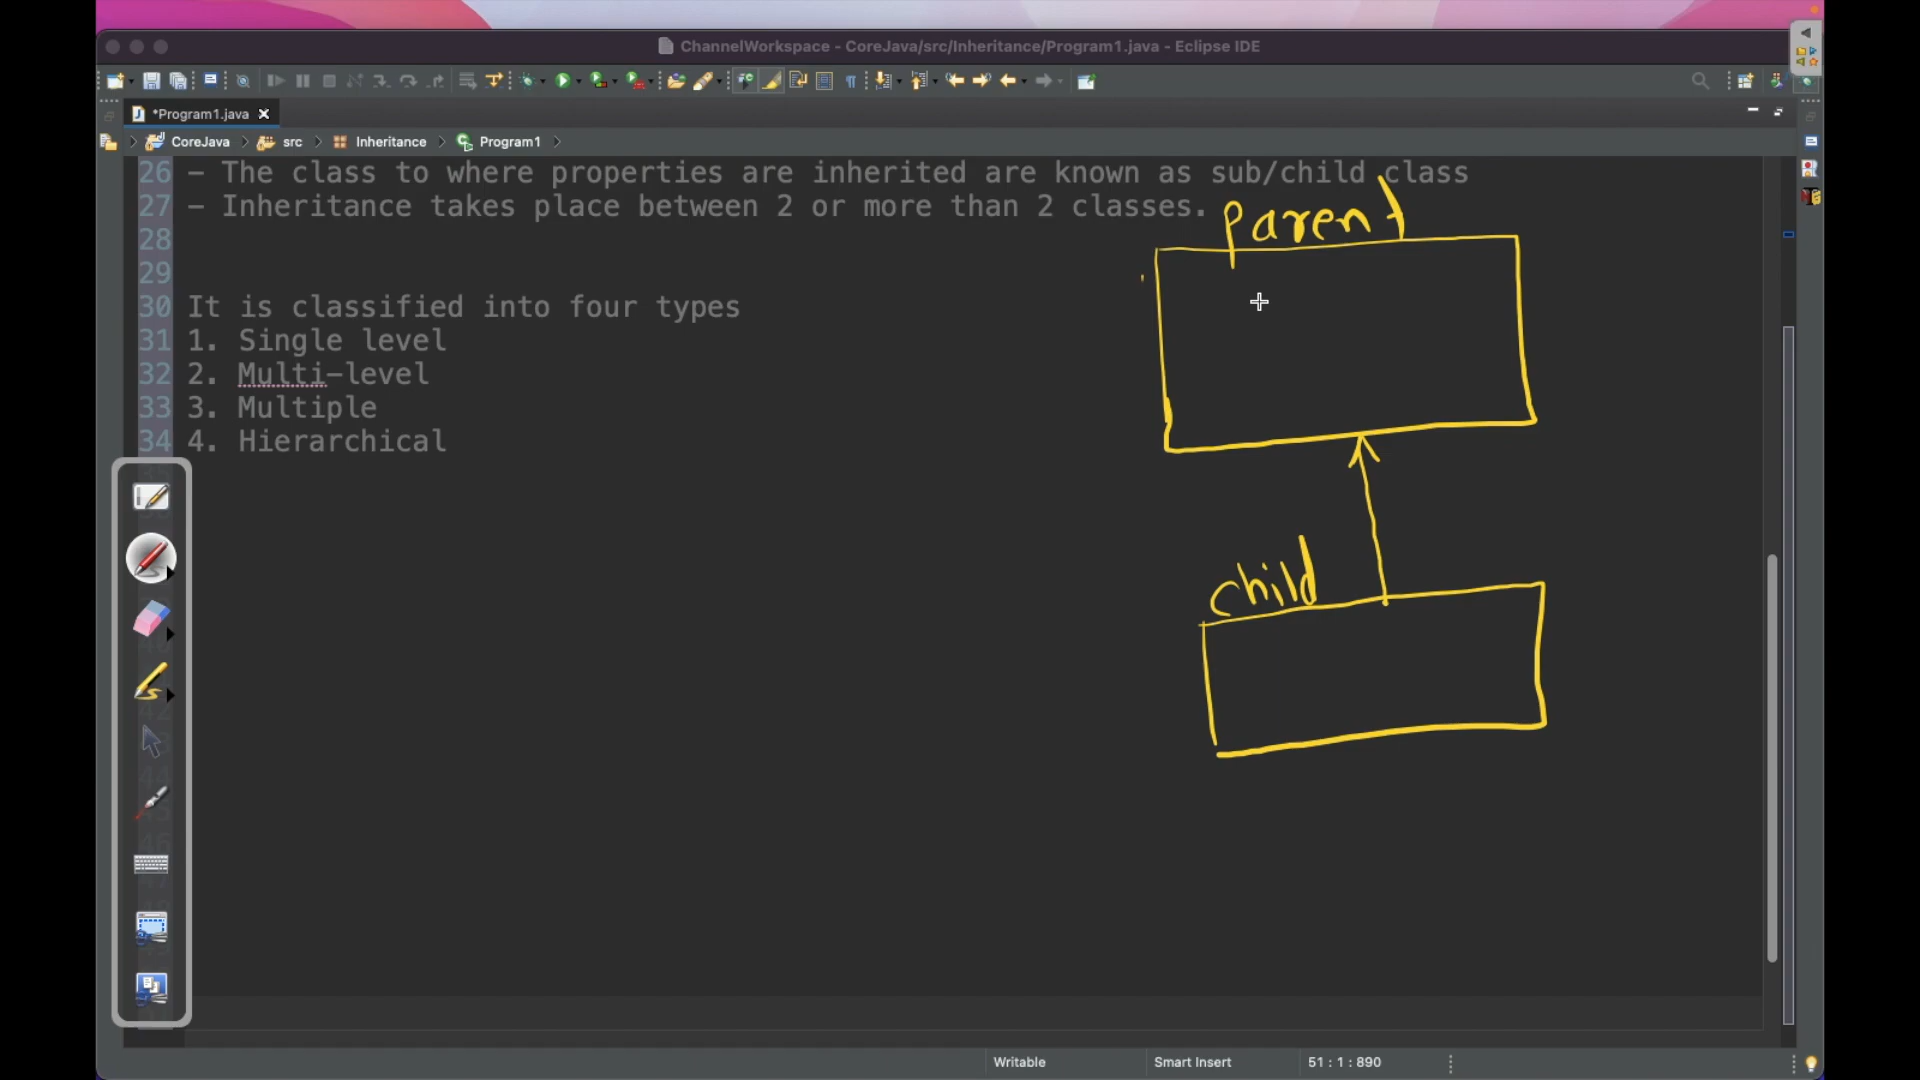 ChannelWorkspace - CoreJava/src/Inheritance/Program1.java - Eclipse IDE
*Program1.java
CoreJava src Inheritance Program1
26 - The class to where properties are inherited are known as sub/child class
27 - Inheritance takes place between 2 or more than 2 classes.
parent
28
29
30 It is classified into four types
31 1. Single level
32 2. Multi-level
33 3. Multiple
34 4. Hierarchical
child
Writable Smart Insert 51 : 1 : 890